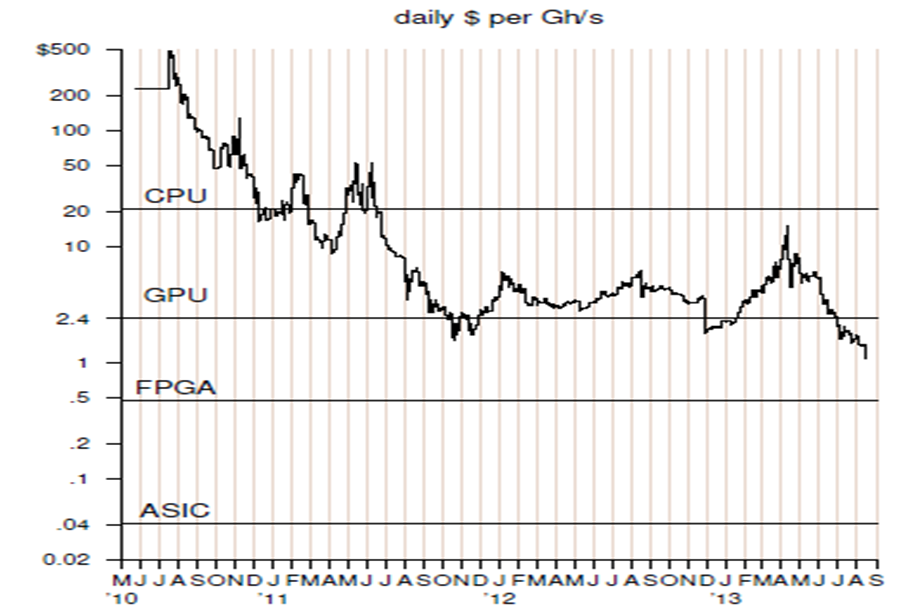 daily $ per Gh/s
$500
200
100
50
CPU
20
10
GPU
2.4
1
FPGA
.5
.2
.1
ASIC
.04
0.02
M J J A S O N D J F M A M J J A S O N D J F M A M J J A S O N D J F M A M J J A S
'10 '11 '12 '13